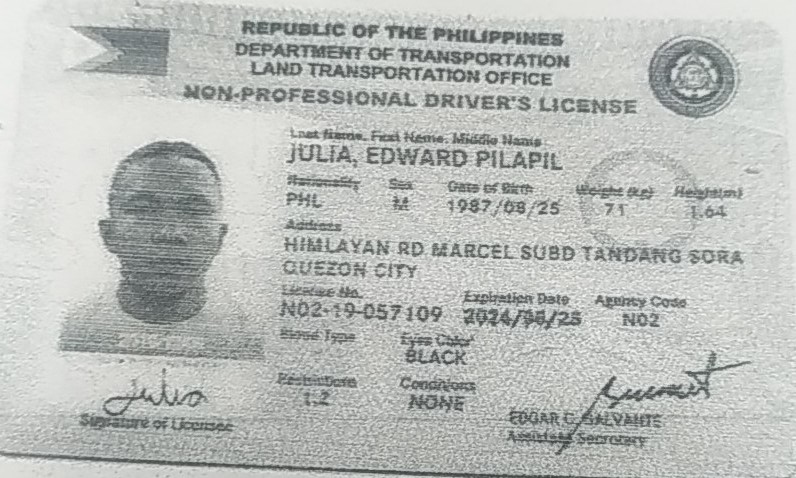 REPUBLIC OF THE PHILIPPINES
DEPARTMENT OF TRANSPORTATION
LAND TRANSPORTATION OFFICE
NON-PROFESSIONAL DRIVER'S LICENSE
Last Name, First Name, Middle Name
JULIA, EDWARD PILAPIL
Nationality Sex Date of Birth Weight (kg) Height(m)
PHL M 1987/08/25 71 1.64
Address
HIMLAYAN RD MARCEL SUBD TANDANG SORA
QUEZON CITY
License No. Expiration Date Agency Code
N02-19-057109 2024/08/25 N02
Blood Type Eyes Color
BLACK
Restrictions Conditions
1,2 NONE
Julia
Signature of Licensee
EDGAR C. GALVANTE
Assistant Secretary